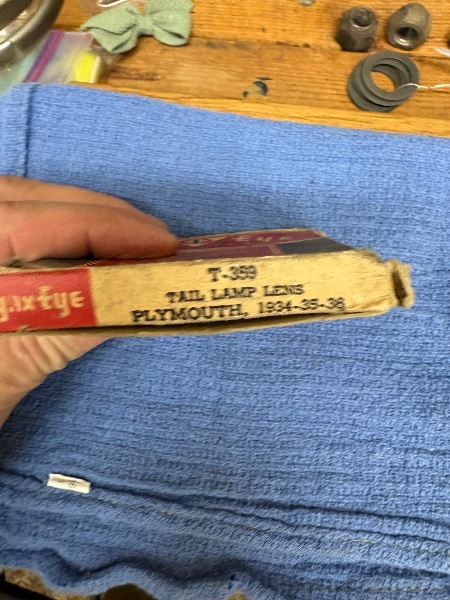 T-359
TAIL LAMP LENS
PLYMOUTH, 1934-35-36